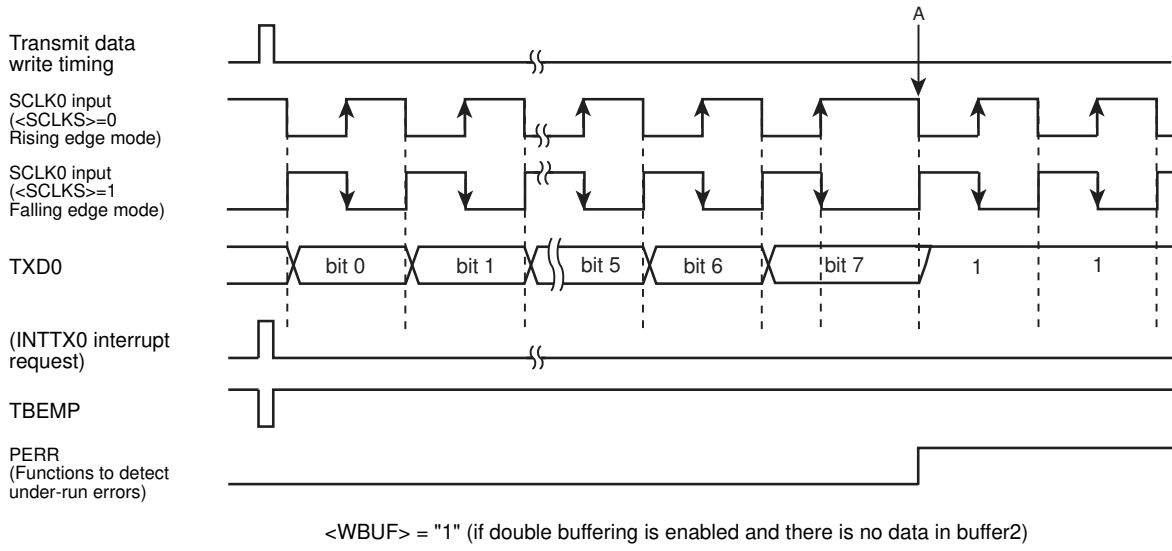 A
Transmit data
write timing
SCLK0 input
(<SCLKS>=0
Rising edge mode)
SCLK0 input
(<SCLKS>=1
Falling edge mode)
TXD0
bit 0
bit 1
bit 5
bit 6
bit 7
1
1
(INTTX0 interrupt
request)
TBEMP
PERR
(Functions to detect
under-run errors)
<WBUF> = "1" (if double buffering is enabled and there is no data in buffer2)